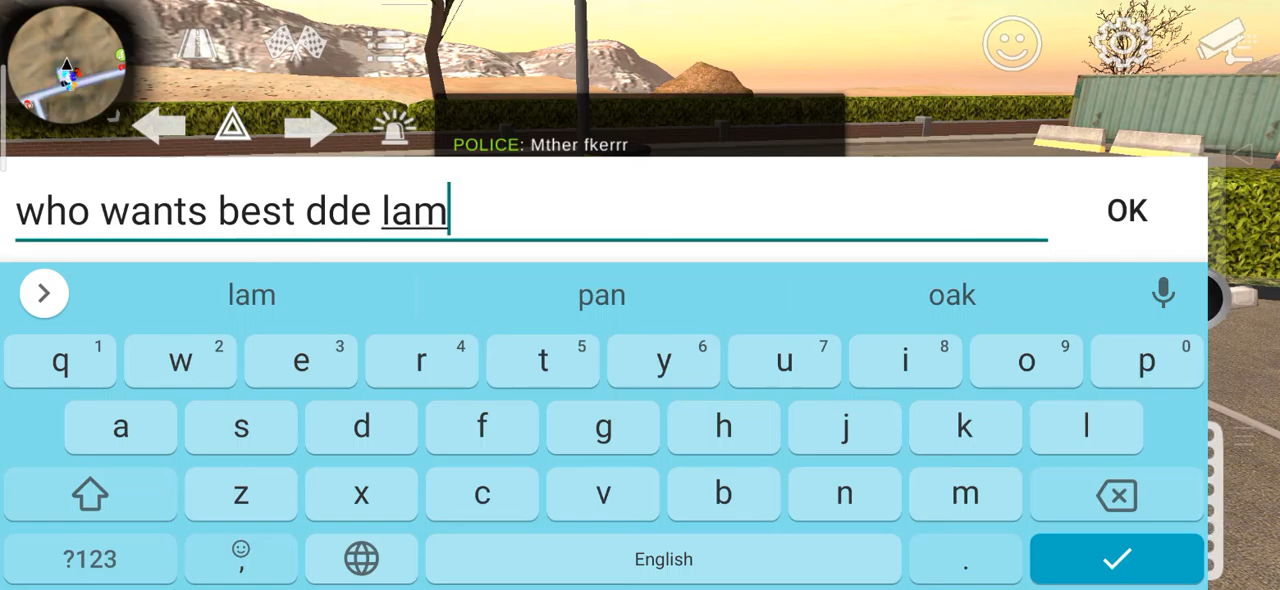 POLICE: Mther fkerrr
who wants best dde lam
OK
lam pan oak
q 1 w 2 e 3 r 4 t 5 y 6 u 7 i 8 o 9 p 0
a s d f g h j k l
z x c v b n m
?123 , English .